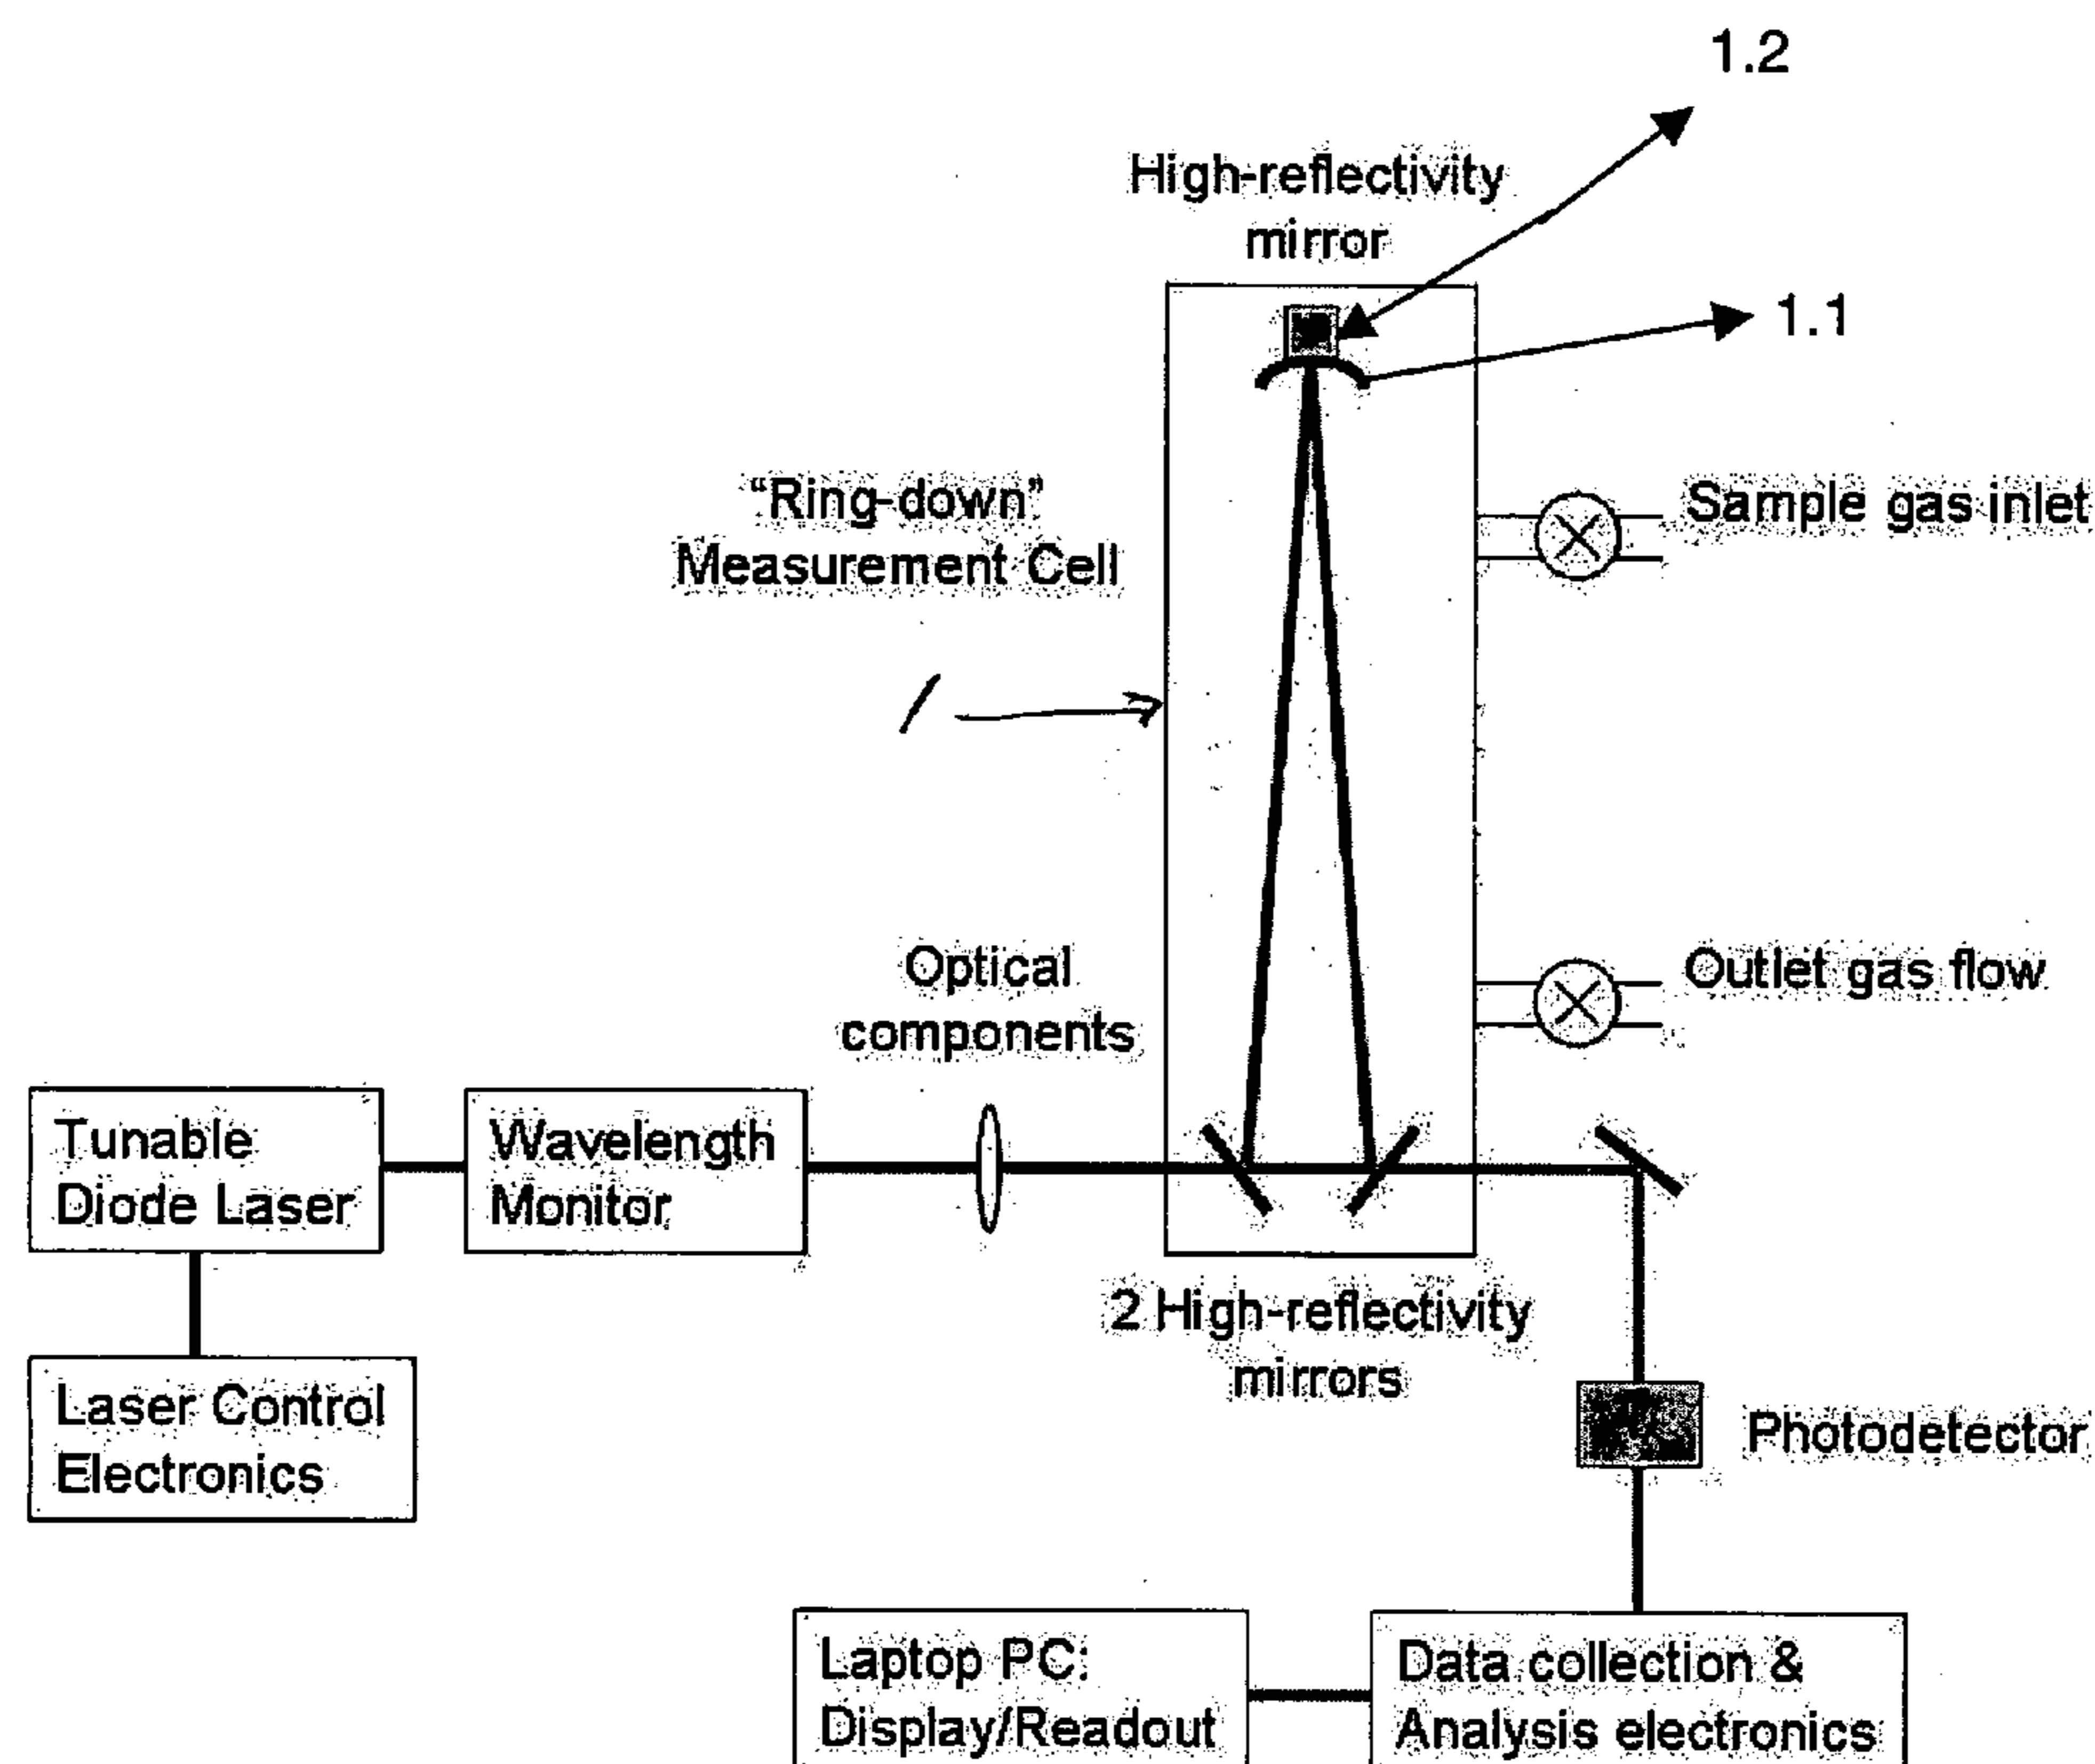 1.2
High-reflectivity
mirror
1.1
"Ring-down"
Measurement Cell
Sample gas inlet
1
Optical
components
Outlet gas flow
Tunable
Diode Laser
Wavelength
Monitor
2 High-reflectivity
mirrors
Laser Control
Electronics
Photodetector
Laptop PC:
Display/Readout
Data collection &
Analysis electronics